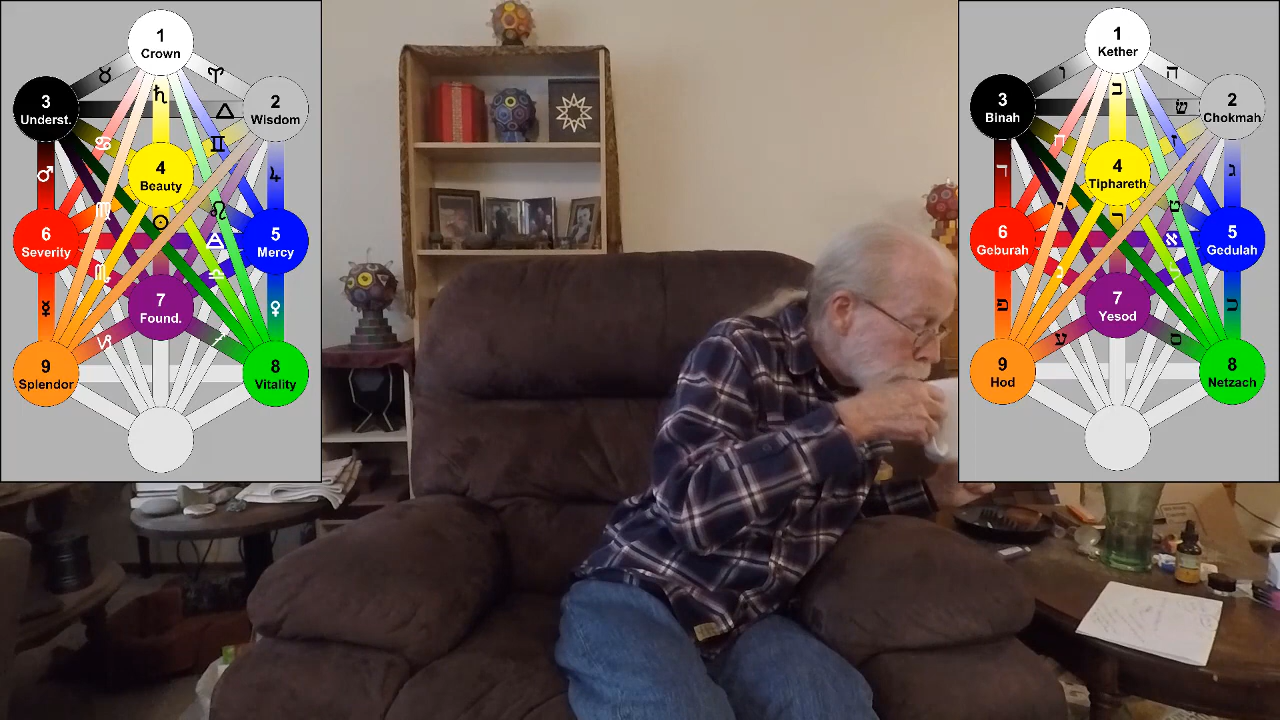 1
Crown
♉ ♈
♄
3
Underst.
2
Wisdom
△
♋ ♊
4
Beauty
♂ ♃
♍ ♌
☉
6
Severity
5
Mercy
♏ ♎
7
Found.
☿ ♀
♑ ♐
9
Splendor
8
Vitality
1
Kether
ו ה
ב
3
Binah
2
Chokmah
ש
ח ז
4
Tiphareth
ד ג
י ט
ר
6
Geburah
א
5
Gedulah
נ ל
7
Yesod
פ
ע ס
9
Hod
8
Netzach